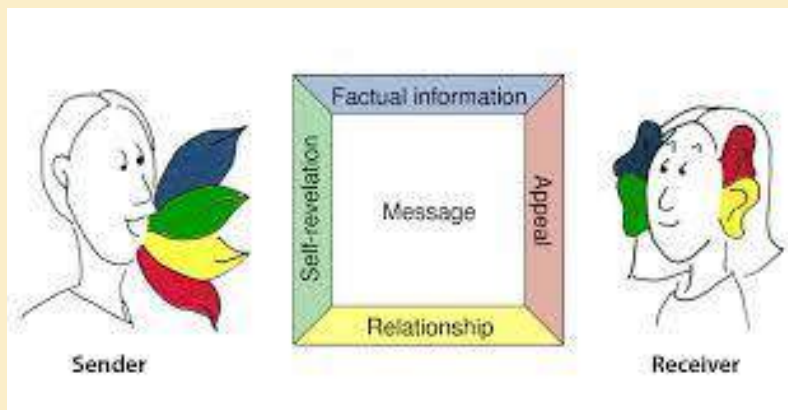 Factual information
Self-revelation
Message
Appeal
Relationship
Sender
Receiver